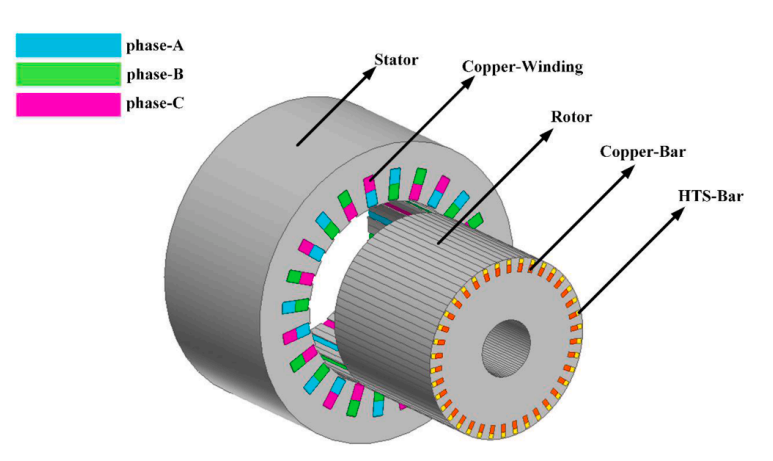 phase-A
phase-B
phase-C
Stator
Copper-Winding
Rotor
Copper-Bar
HTS-Bar